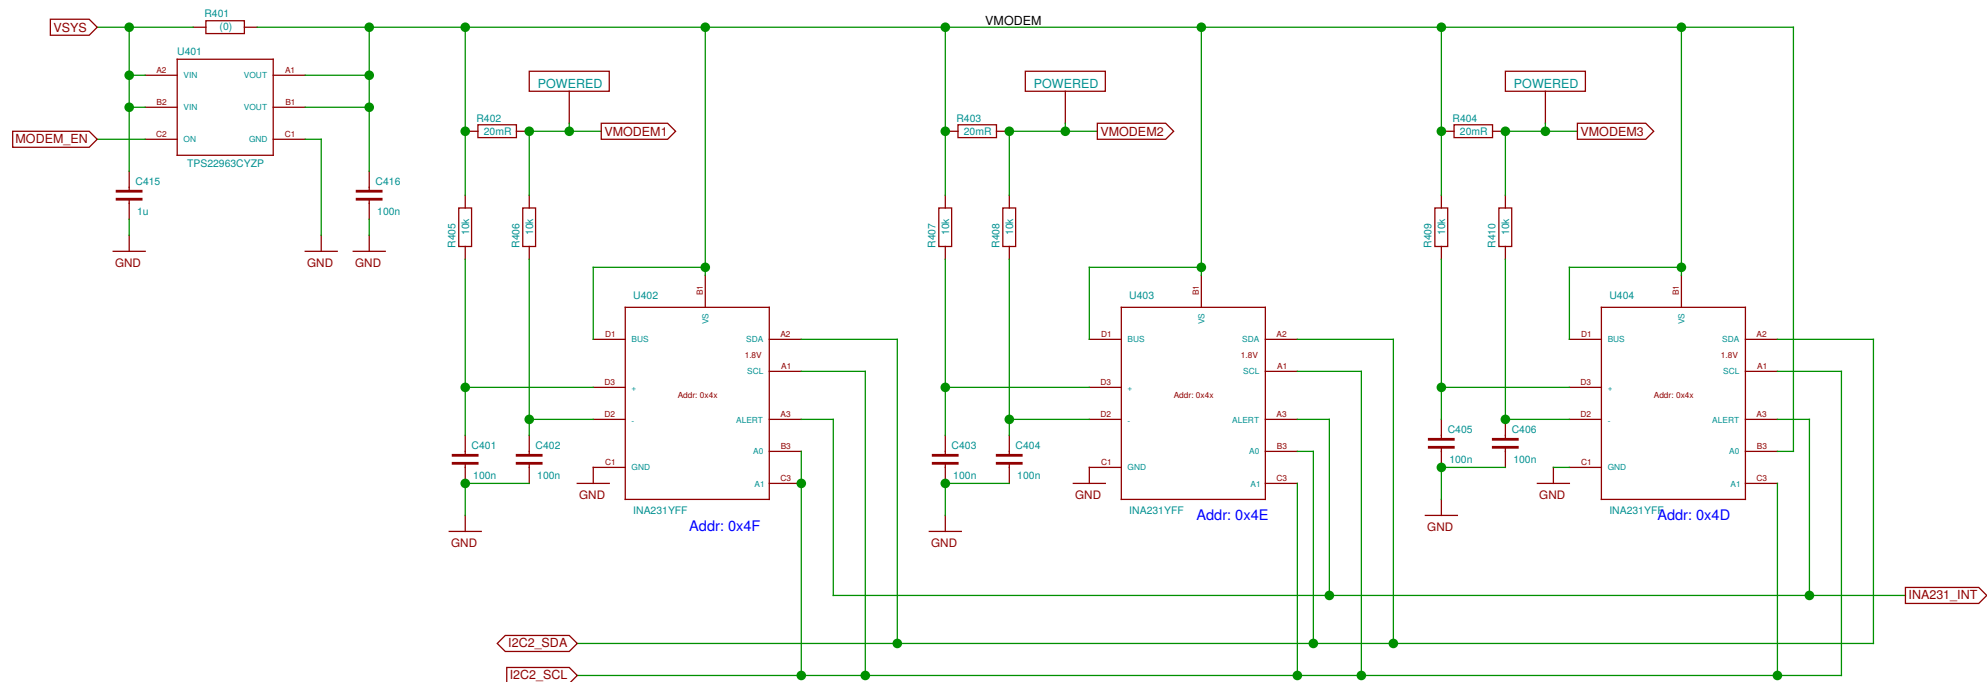 VSYS
R401
(0)
VMODEM
U401
A2 VIN VOUT A1
B2 VIN VOUT B1
MODEM_EN C2 ON GND C1
TPS22963CYZP
C415
1u
GND
GND
C416
100n
GND
POWERED
R402
20mR
VMODEM1
R405
10k
R406
10k
U402
B1
VS
D1 BUS SDA A2
1.8V
SCL A1
D3 +
Addr: 0x4x
D2 - ALERT A3
A0 B3
C1 GND
A1 C3
GND
INA231YFF
Addr: 0x4F
C401
100n
C402
100n
GND
POWERED
R403
20mR
VMODEM2
R407
10k
R408
10k
U403
B1
VS
D1 BUS SDA A2
1.8V
SCL A1
D3 +
Addr: 0x4x
D2 - ALERT A3
A0 B3
C1 GND
A1 C3
GND
INA231YFF
Addr: 0x4E
C403
100n
C404
100n
GND
POWERED
R404
20mR
VMODEM3
R409
10k
R410
10k
U404
B1
VS
D1 BUS SDA A2
1.8V
SCL A1
D3 +
Addr: 0x4x
D2 - ALERT A3
A0 B3
C1 GND
A1 C3
GND
INA231YFF
Addr: 0x4D
C405
100n
C406
100n
GND
INA231_INT
I2C2_SDA
I2C2_SCL